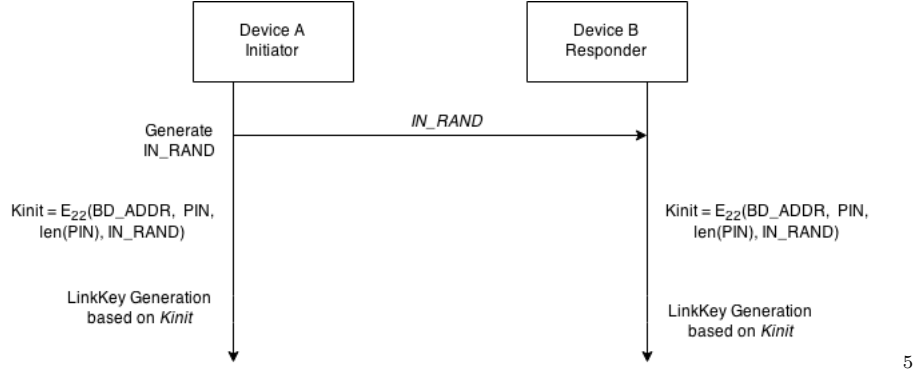 Device A
Initiator
Device B
Responder
IN_RAND
Generate
IN_RAND
Kinit = E22(BD_ADDR, PIN,
len(PIN), IN_RAND)
Kinit = E22(BD_ADDR, PIN,
len(PIN), IN_RAND)
LinkKey Generation
based on Kinit
LinkKey Generation
based on Kinit
5